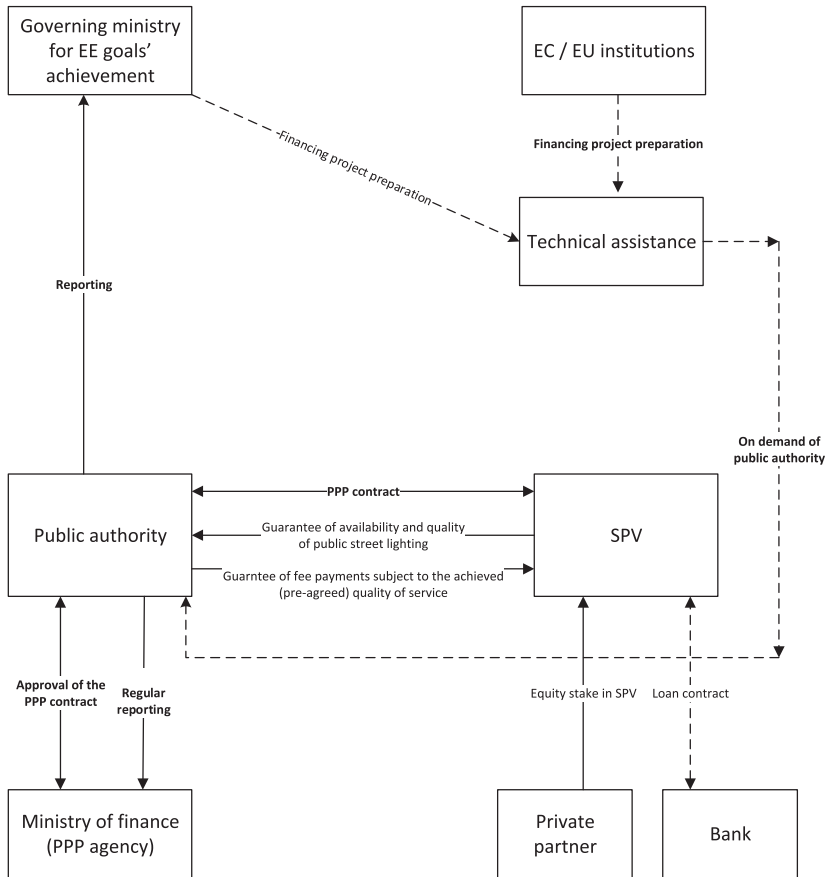 Governing ministry
for EE goals’
achievement
EC / EU institutions
Financing project preparation
Financing project preparation
Technical assistance
Reporting
On demand of
public authority
Public authority
PPP contract
Guarantee of availability and quality
of public street lighting
Guarntee of fee payments subject to the achieved
(pre-agreed) quality of service
SPV
Approval of the
PPP contract
Regular
reporting
Equity stake in SPV
Loan contract
Ministry of finance
(PPP agency)
Private
partner
Bank